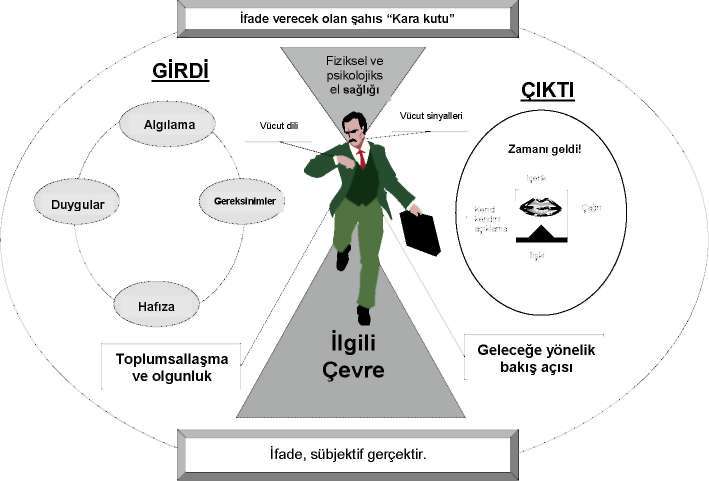 İfade verecek olan şahıs “Kara kutu”
GİRDİ
Fiziksel ve
psikolojiks
el sağlığı
ÇIKTI
Algılama
Vücut dili
Vücut sinyalleri
Zamanı geldi!
İçerik
Duygular
Gereksinimler
Kendi
kendini
açıklama
Çağrı
İlişki
Hafıza
İlgili
Çevre
Toplumsallaşma
ve olgunluk
Geleceğe yönelik
bakış açısı
İfade, sübjektif gerçektir.